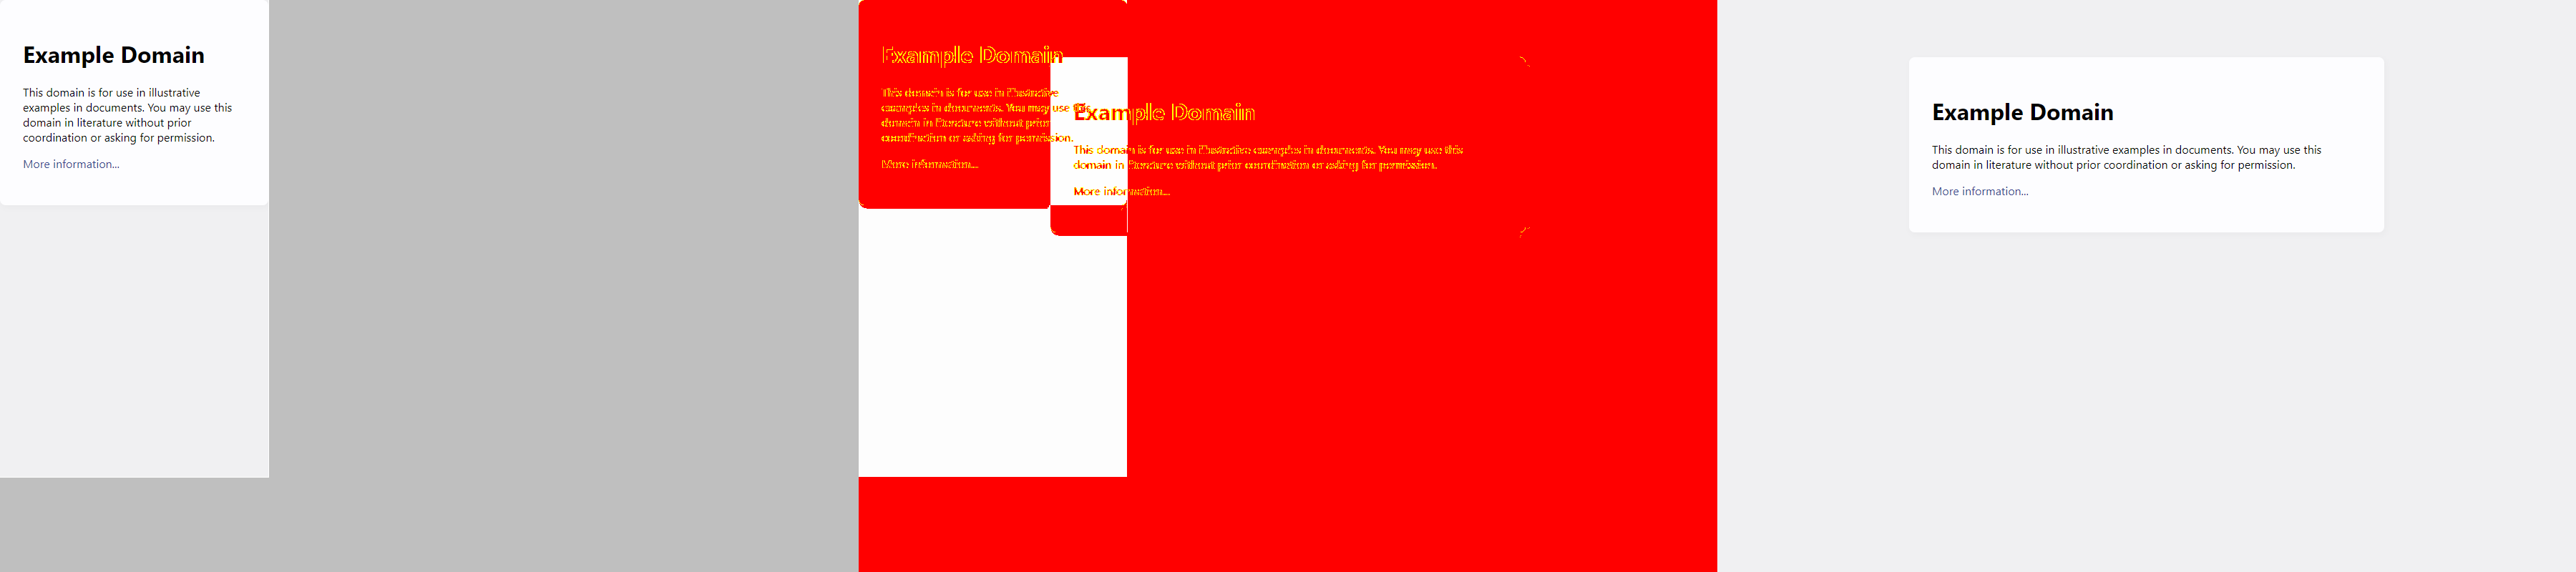 Example Domain
This domain is for use in illustrative
examples in documents. You may use this
domain in literature without prior
coordination or asking for permission.
More information...
Example Domain
This domain is for use in illustrative
examples in documents. You may use this
domain in literature without prior
coordination or asking for permission.
More information...
Example Domain
This domain is for use in illustrative examples in documents. You may use this
domain in literature without prior coordination or asking for permission.
More information...
Example Domain
This domain is for use in illustrative examples in documents. You may use this
domain in literature without prior coordination or asking for permission.
More information...